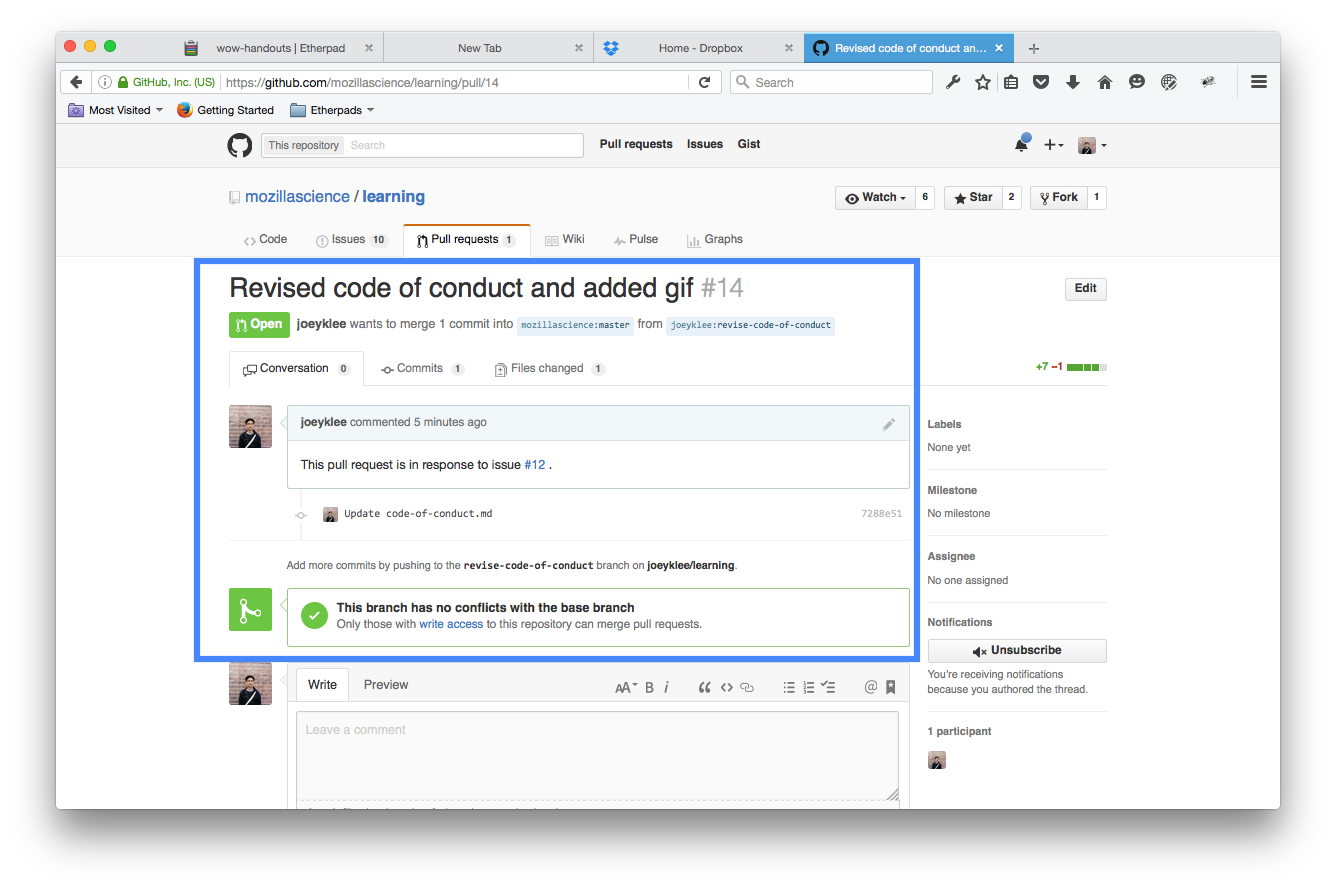 wow-handouts | Etherpad
New Tab
Home - Dropbox
Revised code of conduct an...
GitHub, Inc. (US)
https://github.com/mozillascience/learning/pull/14
Search
Most Visited
Getting Started
Etherpads
This repository
Search
Pull requests
Issues
Gist
mozillascience / learning
Watch
6
Star
2
Fork
1
Code
Issues 10
Pull requests 1
Wiki
Pulse
Graphs
Revised code of conduct and added gif #14
Edit
Open
joeyklee wants to merge 1 commit into mozillascience:master from joeyklee:revise-code-of-conduct
Conversation 0
Commits 1
Files changed 1
+7 −1
joeyklee commented 5 minutes ago
This pull request is in response to issue #12 .
Update code-of-conduct.md
7288e51
Add more commits by pushing to the revise-code-of-conduct branch on joeyklee/learning.
This branch has no conflicts with the base branch
Only those with write access to this repository can merge pull requests.
Write
Preview
AA
B
i
Leave a comment
Labels
None yet
Milestone
No milestone
Assignee
No one assigned
Notifications
Unsubscribe
You're receiving notifications
because you authored the thread.
1 participant